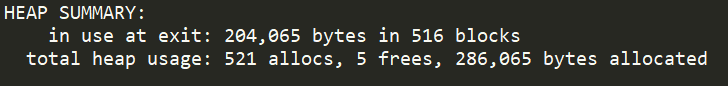 HEAP SUMMARY:
    in use at exit: 204,065 bytes in 516 blocks
  total heap usage: 521 allocs, 5 frees, 286,065 bytes allocated